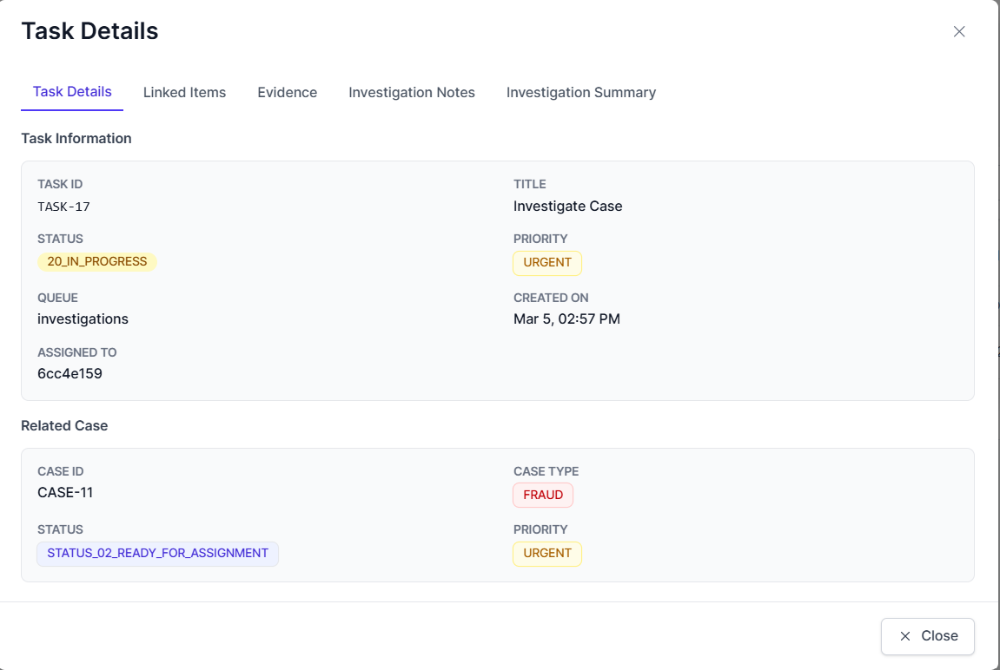 Task Details
Task Details Linked Items Evidence Investigation Notes Investigation Summary
Task Information
TASK ID TITLE
TASK-17 Investigate Case
STATUS PRIORITY
20_IN_PROGRESS URGENT
QUEUE CREATED ON
investigations Mar 5, 02:57 PM
ASSIGNED TO
6cc4e159
Related Case
CASE ID CASE TYPE
CASE-11 FRAUD
STATUS PRIORITY
STATUS_02_READY_FOR_ASSIGNMENT URGENT
Close